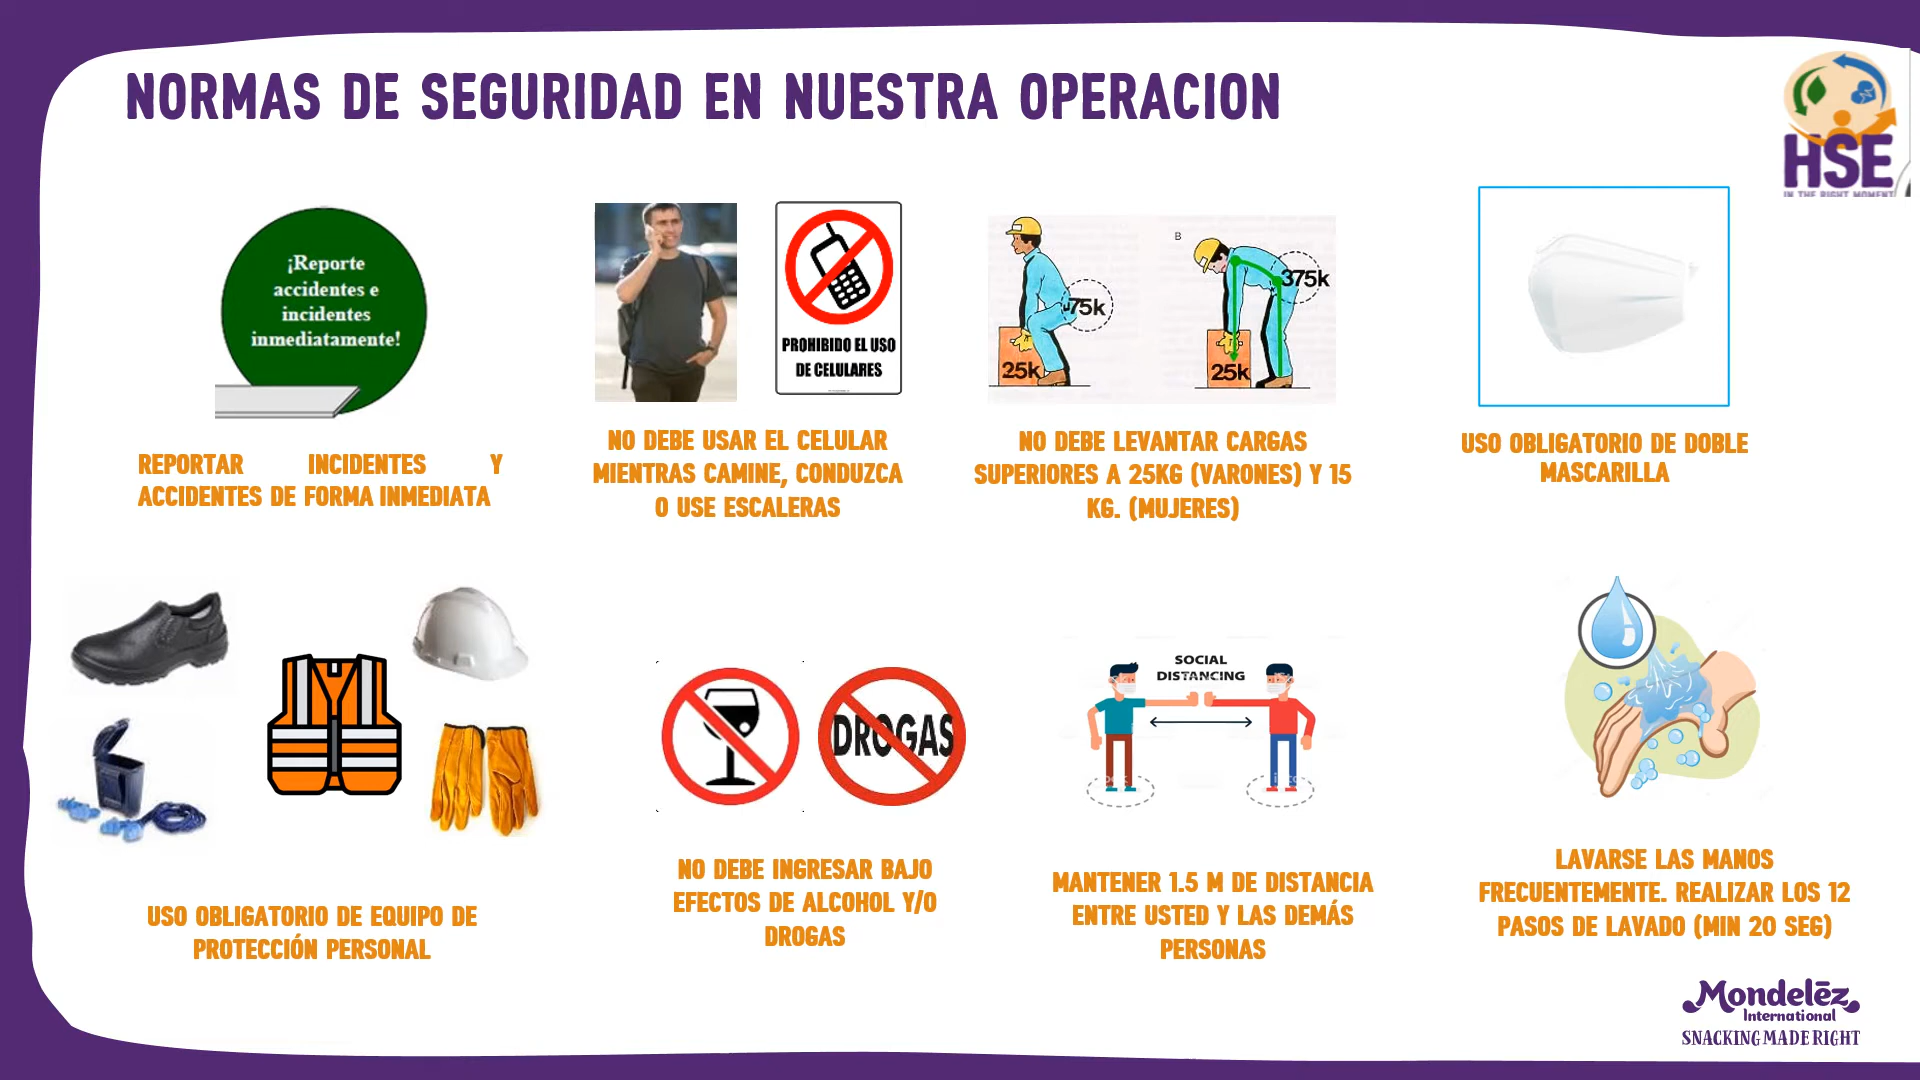 NORMAS DE SEGURIDAD EN NUESTRA OPERACION
HSE
IN THE RIGHT MOMENT
¡Reporte
accidentes e
incidentes
inmediatamente!
REPORTAR INCIDENTES Y
ACCIDENTES DE FORMA INMEDIATA
PROHIBIDO EL USO
DE CELULARES
NO DEBE USAR EL CELULAR
MIENTRAS CAMINE, CONDUZCA
O USE ESCALERAS
75k
25k
B
375k
25k
NO DEBE LEVANTAR CARGAS
SUPERIORES A 25KG (VARONES) Y 15
KG. (MUJERES)
USO OBLIGATORIO DE DOBLE
MASCARILLA
USO OBLIGATORIO DE EQUIPO DE
PROTECCIÓN PERSONAL
DROGAS
NO DEBE INGRESAR BAJO
EFECTOS DE ALCOHOL Y/O
DROGAS
SOCIAL
DISTANCING
MANTENER 1.5 M DE DISTANCIA
ENTRE USTED Y LAS DEMÁS
PERSONAS
LAVARSE LAS MANOS
FRECUENTEMENTE. REALIZAR LOS 12
PASOS DE LAVADO (MIN 20 SEG)
Mondelēz
International
SNACKING MADE RIGHT